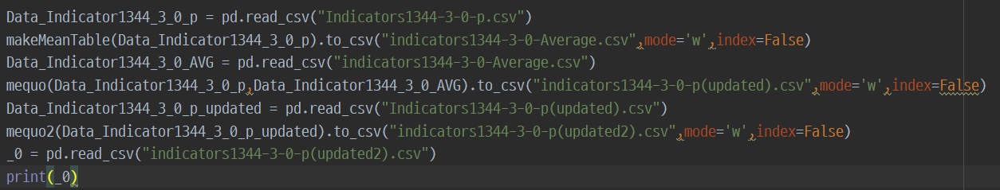 Data_Indicator1344_3_0_p = pd.read_csv("Indicators1344-3-0-p.csv")
makeMeanTable(Data_Indicator1344_3_0_p).to_csv("indicators1344-3-0-Average.csv",mode='w',index=False)
Data_Indicator1344_3_0_AVG = pd.read_csv("indicators1344-3-0-Average.csv")
mequo(Data_Indicator1344_3_0_p,Data_Indicator1344_3_0_AVG).to_csv("indicators1344-3-0-p(updated).csv",mode='w',index=False)
Data_Indicator1344_3_0_p_updated = pd.read_csv("Indicators1344-3-0-p(updated).csv")
mequo2(Data_Indicator1344_3_0_p_updated).to_csv("indicators1344-3-0-p(updated2).csv",mode='w',index=False)
_0 = pd.read_csv("indicators1344-3-0-p(updated2).csv")
print(_0)